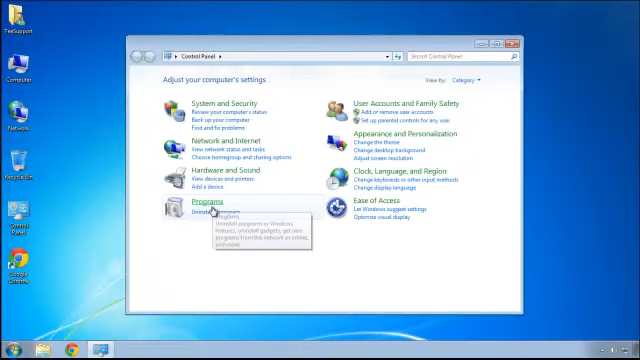 TeeSupport
Computer
Network
Recycle Bin
Control
Panel
Google
Chrome
Control Panel
Search Control Panel
Adjust your computer's settings
View by: Category
System and Security
Review your computer's status
Back up your computer
Find and fix problems
Network and Internet
View network status and tasks
Choose homegroup and sharing options
Hardware and Sound
View devices and printers
Add a device
Programs
Uninstall a program
Programs
Uninstall programs or Windows
features, uninstall gadgets, get new
programs from the network or online,
and more.
User Accounts and Family Safety
Add or remove user accounts
Set up parental controls for any user
Appearance and Personalization
Change the theme
Change desktop background
Adjust screen resolution
Clock, Language, and Region
Change keyboards or other input methods
Change display language
Ease of Access
Let Windows suggest settings
Optimize visual display